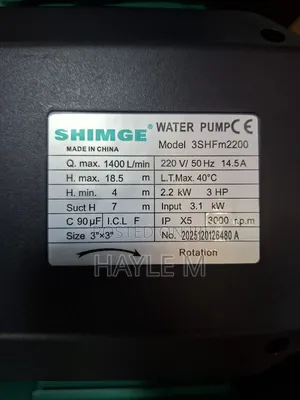 SHIMGE® WATER PUMP CE
MADE IN CHINA Model 3SHFm2200
Q. max. 1400 L/min 220 V/ 50 Hz 14.5 A
H. max. 18.5 m L.T.Max. 40°C
H. min. 4 m 2.2 kW 3 HP
Suct H 7 m Input 3.1 kW
C 90 µF I.C.L F IP X5 3000 r.p.m
Size 3"×3" No. 2025120126480 A
HAYLE M
Rotation